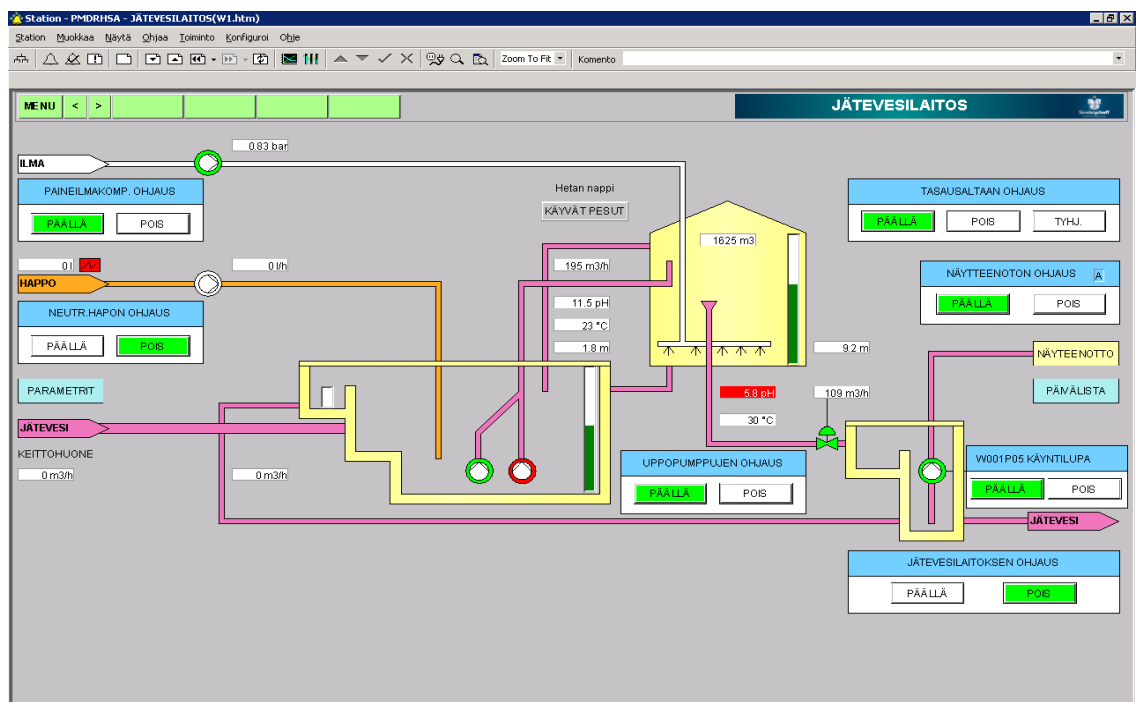 Station - PMDRHSA - JÄTEVESILAITOS(W1.htm)
Station Muokkaa Näytä Ohjaa Toiminto Konfiguroi Ohje
Zoom To Fit Komento
MENU < > JÄTEVESILAITOS
0.83 bar
ILMA
PAINEILMAKOMP. OHJAUS
PÄÄLLÄ POIS
Hetan nappi
KÄYVÄT PESUT
TASAUSALTAAN OHJAUS
PÄÄLLÄ POIS TYHJ.
1625 m3
0 l 0 l/h
195 m3/h
HAPPO
NÄYTTEENOTON OHJAUS A
PÄÄLLÄ POIS
NEUTR.HAPON OHJAUS
PÄÄLLÄ POIS
11.5 pH
23 °C
1.8 m
9.2 m
NÄYTEENOTTO
PARAMETRIT
5.8 pH
109 m3/h
PÄIVÄLISTA
30 °C
JÄTEVESI
KEITTOHUONE
0 m3/h 0 m3/h
UPPOPUMPPUJEN OHJAUS
PÄÄLLÄ POIS
W001P05 KÄYNTILUPA
PÄÄLLÄ POIS
JÄTEVESI
JÄTEVESILAITOKSEN OHJAUS
PÄÄLLÄ POIS